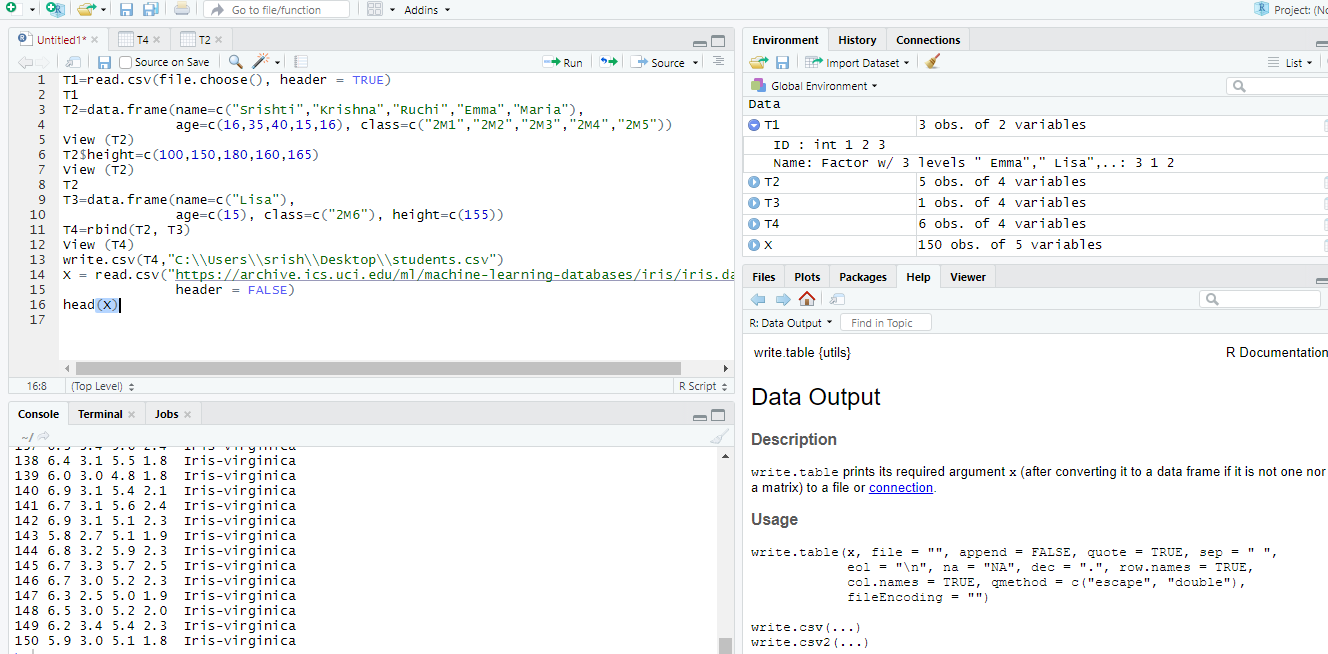 Go to file/function
Addins
Project: (No
Untitled1*
T4
T2
Source on Save
Run
Source
1 T1=read.csv(file.choose(), header = TRUE)
2 T1
3 T2=data.frame(name=c("Srishti","Krishna","Ruchi","Emma","Maria"),
4 age=c(16,35,40,15,16), class=c("2M1","2M2","2M3","2M4","2M5"))
5 View (T2)
6 T2$height=c(100,150,180,160,165)
7 View (T2)
8 T2
9 T3=data.frame(name=c("Lisa"),
10 age=c(15), class=c("2M6"), height=c(155))
11 T4=rbind(T2, T3)
12 View (T4)
13 write.csv(T4,"C:\\Users\\srish\\Desktop\\students.csv")
14 X = read.csv("https://archive.ics.uci.edu/ml/machine-learning-databases/iris/iris.da
15 header = FALSE)
16 head(X)
17
16:8 (Top Level) R Script
Console Terminal Jobs
~/
138 6.4 3.1 5.5 1.8 Iris-virginica
139 6.0 3.0 4.8 1.8 Iris-virginica
140 6.9 3.1 5.4 2.1 Iris-virginica
141 6.7 3.1 5.6 2.4 Iris-virginica
142 6.9 3.1 5.1 2.3 Iris-virginica
143 5.8 2.7 5.1 1.9 Iris-virginica
144 6.8 3.2 5.9 2.3 Iris-virginica
145 6.7 3.3 5.7 2.5 Iris-virginica
146 6.7 3.0 5.2 2.3 Iris-virginica
147 6.3 2.5 5.0 1.9 Iris-virginica
148 6.5 3.0 5.2 2.0 Iris-virginica
149 6.2 3.4 5.4 2.3 Iris-virginica
150 5.9 3.0 5.1 1.8 Iris-virginica
Environment History Connections
Import Dataset
List
Global Environment
Data
T1 3 obs. of 2 variables
ID : int 1 2 3
Name: Factor w/ 3 levels " Emma"," Lisa",..: 3 1 2
T2 5 obs. of 4 variables
T3 1 obs. of 4 variables
T4 6 obs. of 4 variables
X 150 obs. of 5 variables
Files Plots Packages Help Viewer
R: Data Output
Find in Topic
write.table {utils} R Documentation
Data Output
Description
write.table prints its required argument x (after converting it to a data frame if it is not one nor
a matrix) to a file or connection.
Usage
write.table(x, file = "", append = FALSE, quote = TRUE, sep = " ",
eol = "\n", na = "NA", dec = ".", row.names = TRUE,
col.names = TRUE, qmethod = c("escape", "double"),
fileEncoding = "")
write.csv(...)
write.csv2(...)